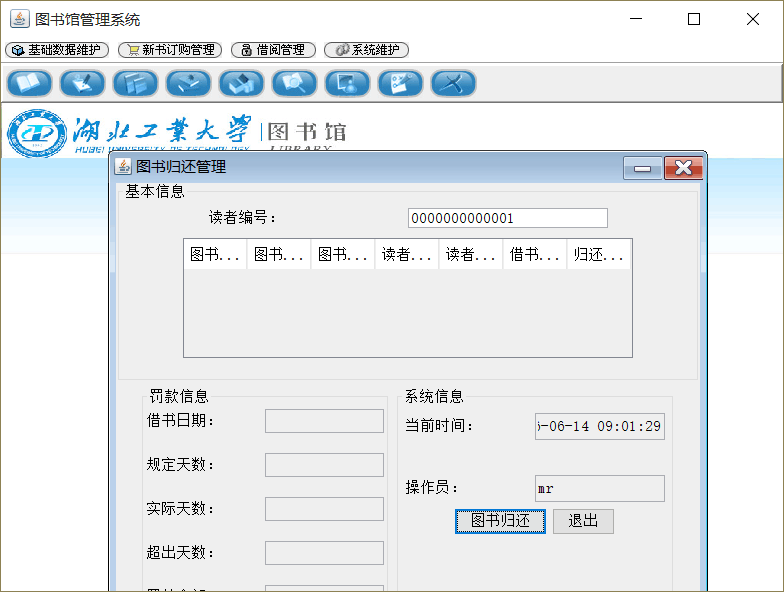 图书馆管理系统
基础数据维护 新书订购管理 借阅管理 系统维护
湖北工業大学 图书馆
HUBEI UNIVERSITY OF TECHNOLOGY LIBRARY
图书归还管理
基本信息
读者编号： 0000000000001
图书... 图书... 图书... 读者... 读者... 借书... 归还...
罚款信息
借书日期：
规定天数：
实际天数：
超出天数：
系统信息
当前时间： -06-14 09:01:29
操作员： mr
图书归还 退出